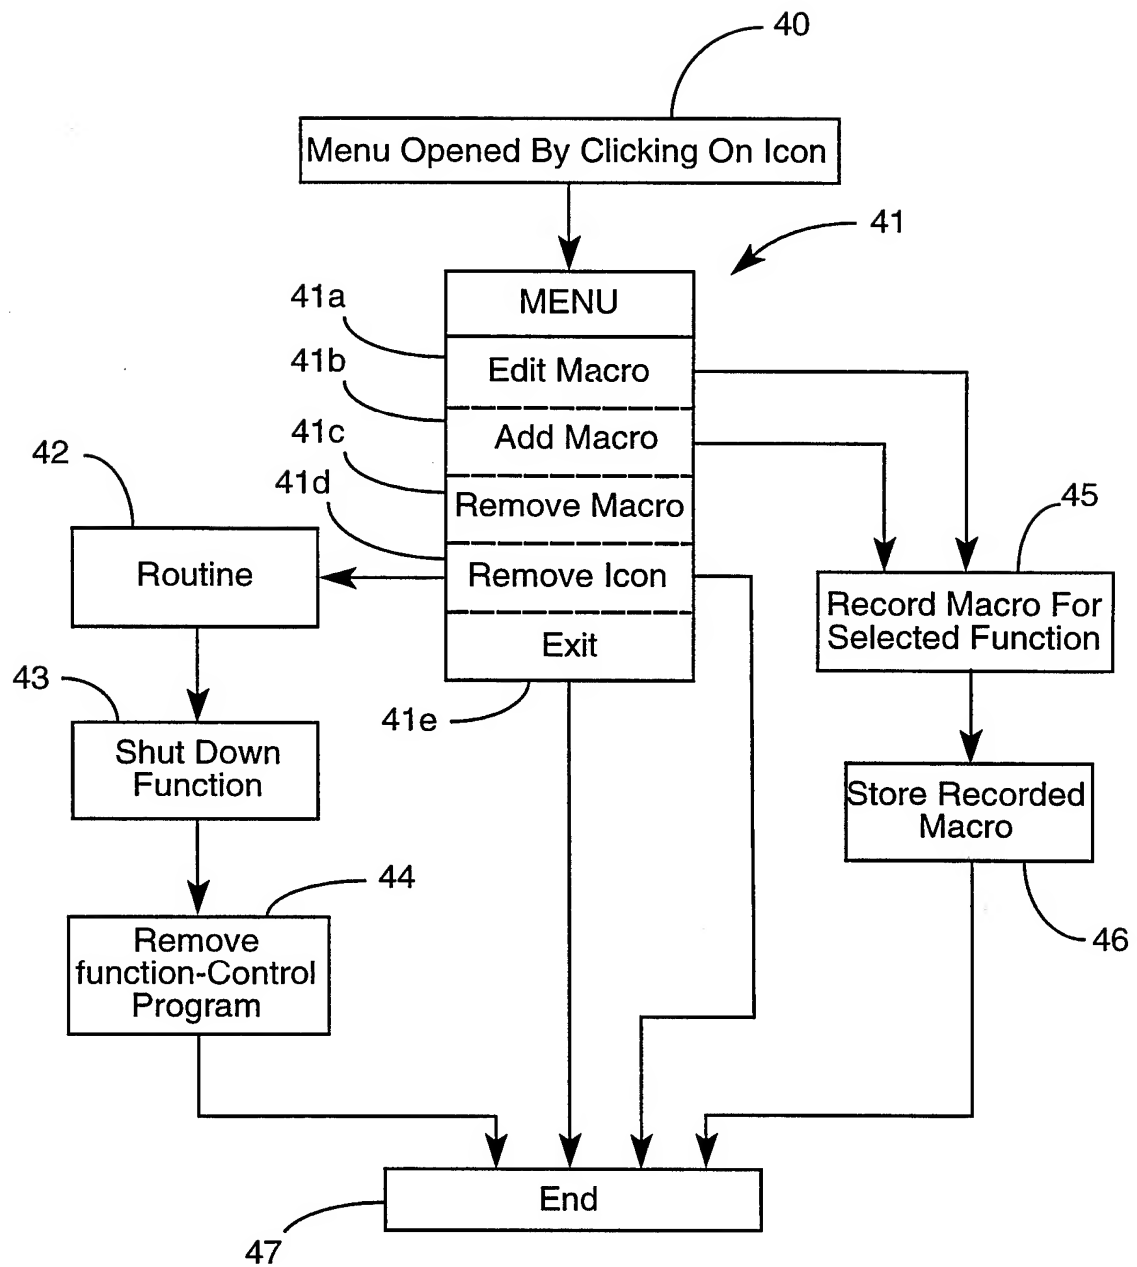 40
Menu Opened By Clicking On Icon
41
MENU
41a
Edit Macro
41b
Add Macro
41c
Remove Macro
41d
Remove Icon
Exit
41e
42
Routine
43
Shut Down
Function
44
Remove
function-Control
Program
45
Record Macro For
Selected Function
Store Recorded
Macro
46
End
47